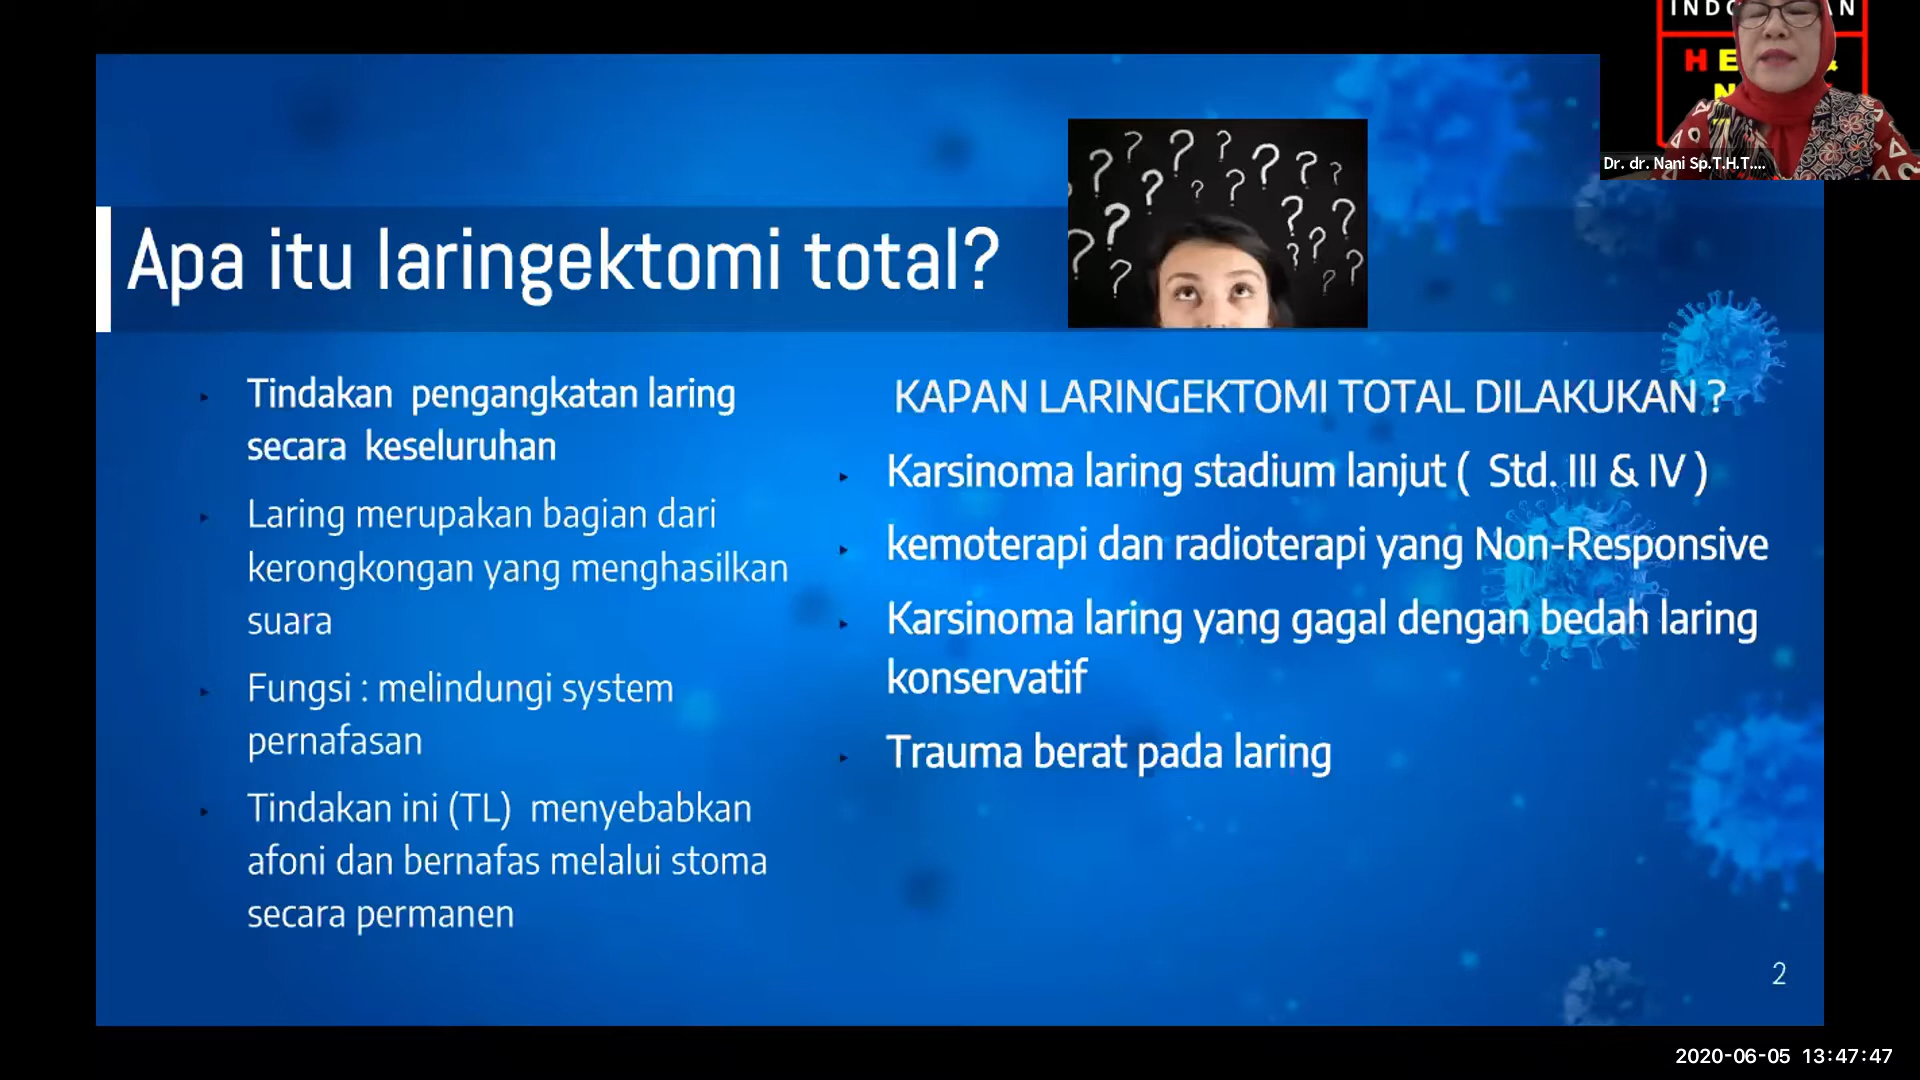 Dr. dr. Nani Sp.T.H.T....
Apa itu laringektomi total?
Tindakan pengangkatan laring
secara keseluruhan
Laring merupakan bagian dari
kerongkongan yang menghasilkan
suara
Fungsi : melindungi system
pernafasan
Tindakan ini (TL) menyebabkan
afoni dan bernafas melalui stoma
secara permanen
KAPAN LARINGEKTOMI TOTAL DILAKUKAN ?
Karsinoma laring stadium lanjut ( Std. III & IV )
kemoterapi dan radioterapi yang Non-Responsive
Karsinoma laring yang gagal dengan bedah laring
konservatif
Trauma berat pada laring
2
2020-06-05 13:47:47